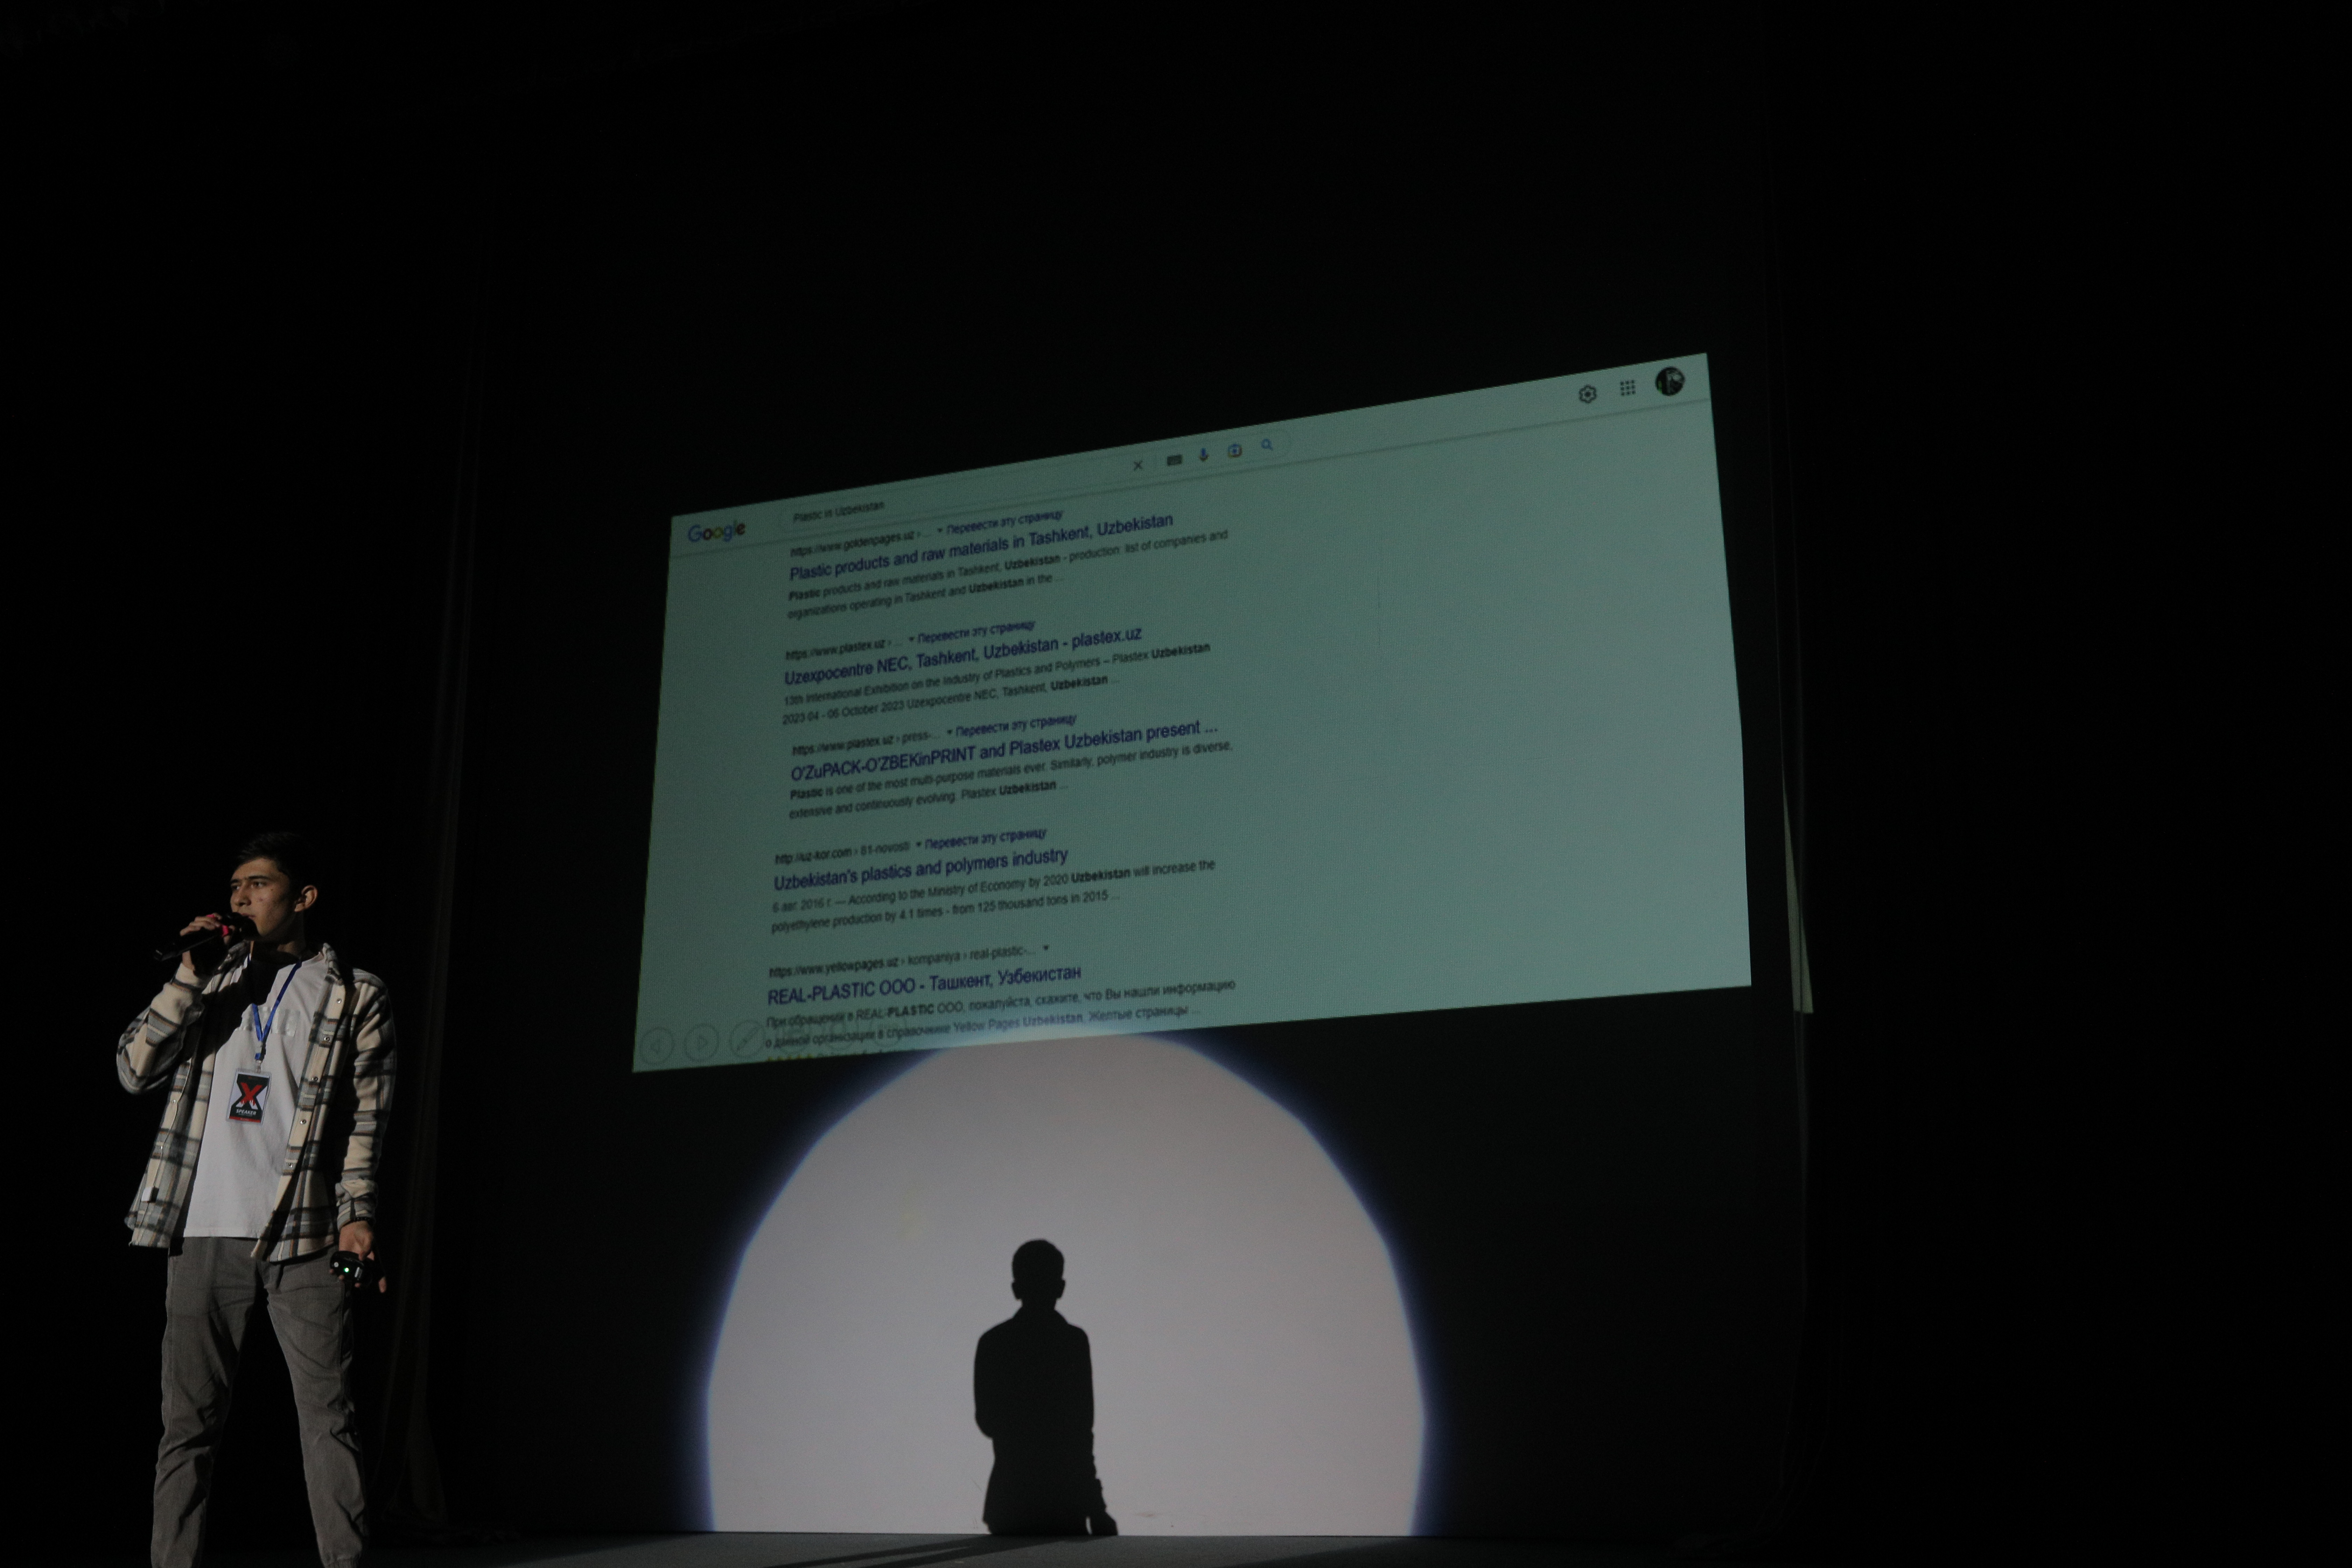 Google
Plastic in Uzbekistan
https://www.goldenpages.uz › ... ▾ Перевести эту страницу
Plastic products and raw materials in Tashkent, Uzbekistan
Plastic products and raw materials in Tashkent, Uzbekistan - production: list of companies and
organizations operating in Tashkent and Uzbekistan in the ...
https://www.plastex.uz › ... ▾ Перевести эту страницу
Uzexpocentre NEC, Tashkent, Uzbekistan - plastex.uz
13th International Exhibition on the Industry of Plastics and Polymers – Plastex Uzbekistan
2023 04 - 06 October 2023 Uzexpocentre NEC, Tashkent, Uzbekistan ...
https://www.plastex.uz › press-... ▾ Перевести эту страницу
O'ZuPACK-O'ZBEKinPRINT and Plastex Uzbekistan present ...
Plastic is one of the most multi-purpose materials ever. Similarly, polymer industry is diverse,
extensive and continuously evolving. Plastex Uzbekistan ...
http://uz-kor.com › 81-novosti ▾ Перевести эту страницу
Uzbekistan's plastics and polymers industry
6 авг. 2016 г. — According to the Ministry of Economy by 2020 Uzbekistan will increase the
polyethylene production by 4.1 times - from 125 thousand tons in 2015 ...
https://www.yellowpages.uz › kompaniya › real-plastic-... ▾
REAL-PLASTIC OOO - Ташкент, Узбекистан
При обращении в REAL-PLASTIC OOO, пожалуйста, скажите, что Вы нашли информацию
о данной организации в справочнике Yellow Pages Uzbekistan, Желтые страницы ...
X
SPEAKER